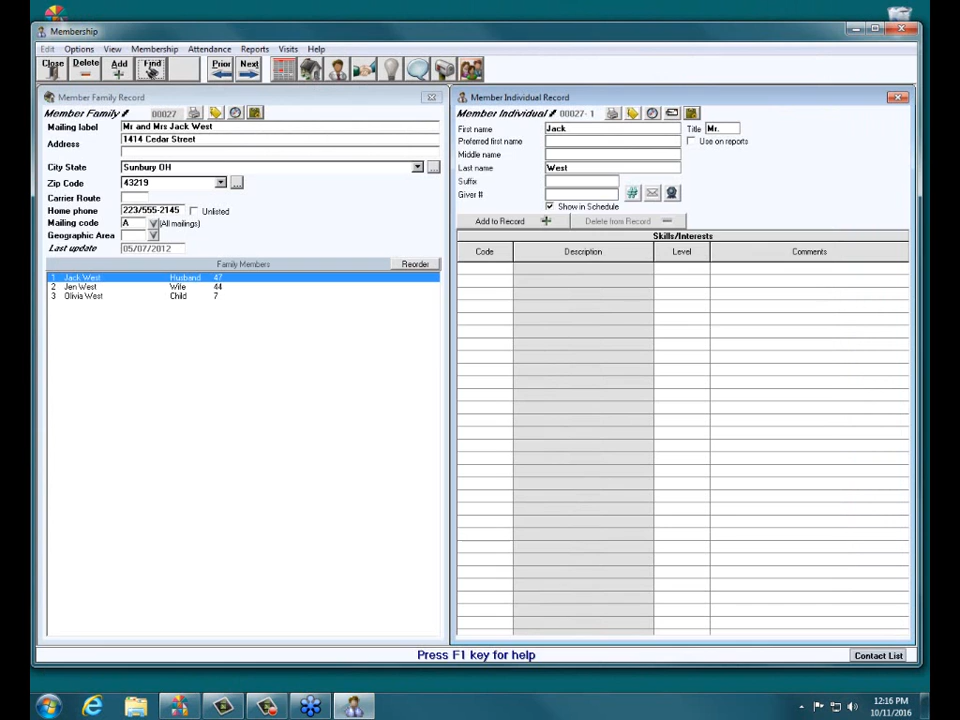 Membership
Edit Options View Membership Attendance Reports Visits Help
Close Delete Add Find Prior Next
Member Family Record
Member Family # 00027
Mailing label Mr and Mrs Jack West
Address 1414 Cedar Street
City State Sunbury OH
Zip Code 43219
Carrier Route
Home phone 223/555-2145 Unlisted
Mailing code A (All mailings)
Geographic Area
Last update 05/07/2012
Family Members Reorder
1 Jack West Husband 47
2 Jen West Wife 44
3 Olivia West Child 7
Member Individual Record
Member Individual # 00027- 1
First name Jack Title Mr.
Preferred first name Use on reports
Middle name
Last name West
Suffix
Giver #
Show in Schedule
Add to Record Delete from Record
Skills/Interests
Code Description Level Comments
Press F1 key for help
Contact List
12:16 PM
10/11/2016